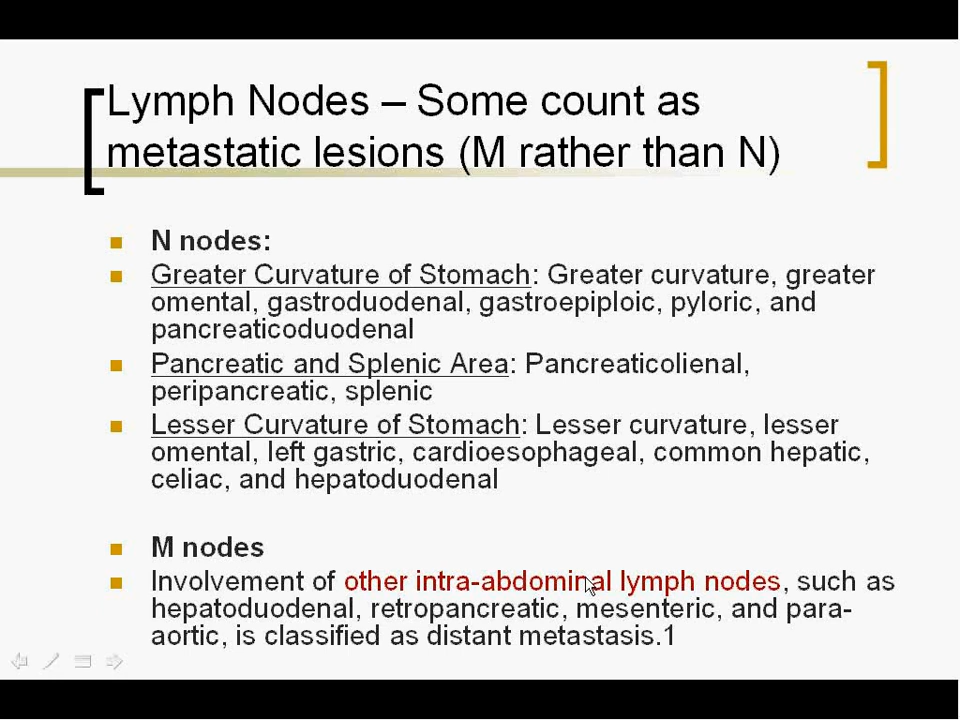 Lymph Nodes – Some count as
metastatic lesions (M rather than N)
N nodes:
Greater Curvature of Stomach: Greater curvature, greater
omental, gastroduodenal, gastroepiploic, pyloric, and
pancreaticoduodenal
Pancreatic and Splenic Area: Pancreaticolienal,
peripancreatic, splenic
Lesser Curvature of Stomach: Lesser curvature, lesser
omental, left gastric, cardioesophageal, common hepatic,
celiac, and hepatoduodenal
M nodes
Involvement of other intra-abdominal lymph nodes, such as
hepatoduodenal, retropancreatic, mesenteric, and para-
aortic, is classified as distant metastasis.1